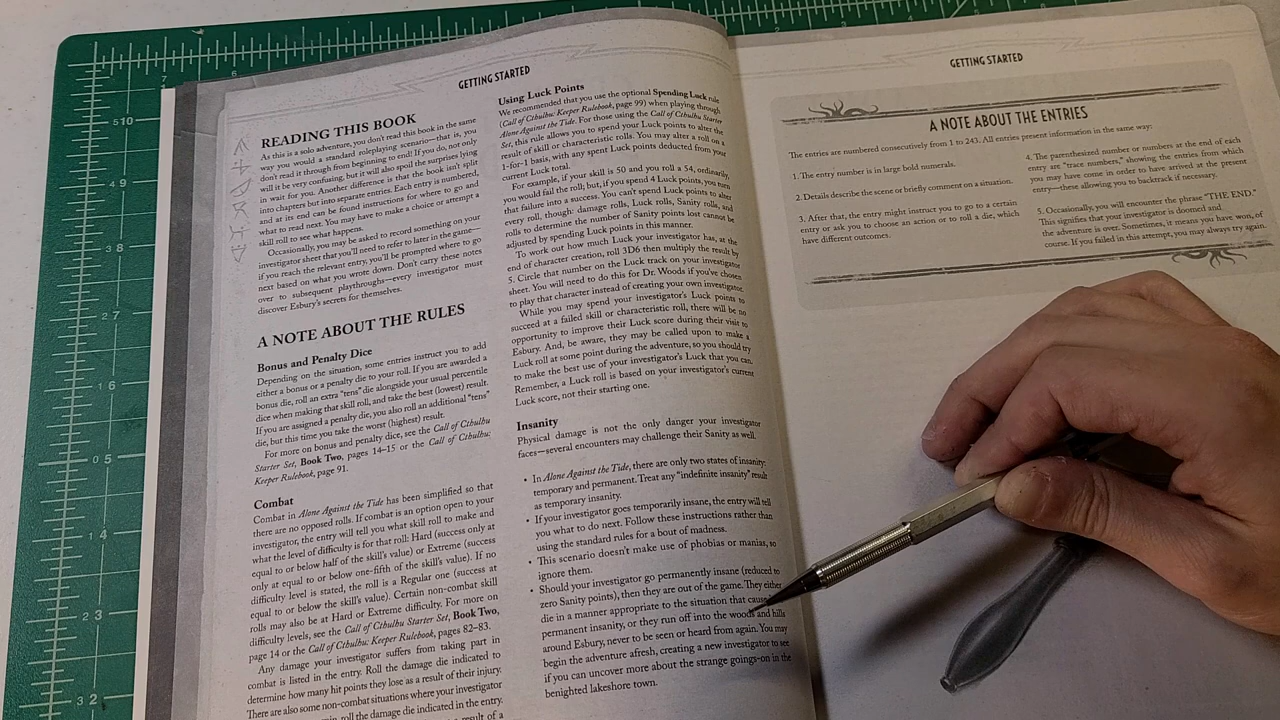 GETTING STARTED
READING THIS BOOK
As this is a solo adventure, you don't read this book in the same
way you would a standard roleplaying scenario—that is, you
don't read it through from beginning to end! If you do, not only
will it be very confusing, but it will also spoil the surprises lying
in wait for you. Another difference is that the book isn't split
into chapters but into separate entries. Each entry is numbered,
and at its end can be found instructions for where to go and
what to read next. You may have to make a choice or attempt a
skill roll to see what happens.
Occasionally, you may be asked to record something on your
investigator sheet that you'll need to refer to later in the game—
if you reach the relevant entry, you'll be prompted where to go
next based on what you wrote down. Don't carry these notes
over to subsequent playthroughs—every investigator must
discover Esbury's secrets for themselves.
A NOTE ABOUT THE RULES
Bonus and Penalty Dice
Depending on the situation, some entries instruct you to add
either a bonus or a penalty die to your roll. If you are awarded a
bonus die, roll an extra "tens" die alongside your usual percentile
dice when making that skill roll, and take the best (lowest) result.
If you are assigned a penalty die, you also roll an additional "tens"
die, but this time you take the worst (highest) result.
For more on bonus and penalty dice, see the Call of Cthulhu
Starter Set, Book Two, pages 14–15 or the Call of Cthulhu:
Keeper Rulebook, page 91.
Combat
Combat in Alone Against the Tide has been simplified so that
there are no opposed rolls. If combat is an option open to your
investigator, the entry will tell you what skill roll to make and
what the level of difficulty is for that roll: Hard (success only at
equal to or below half of the skill's value) or Extreme (success
only at equal to or below one-fifth of the skill's value). If no
difficulty level is stated, the roll is a Regular one (success at
equal to or below the skill's value). Certain non-combat skill
rolls may also be at Hard or Extreme difficulty. For more on
difficulty levels, see the Call of Cthulhu Starter Set, Book Two,
page 14 or the Call of Cthulhu: Keeper Rulebook, pages 82–83.
Any damage your investigator suffers from taking part in
combat is listed in the entry. Roll the damage die indicated to
determine how many hit points they lose as a result of their injury.
There are also some non-combat situations where your investigator
roll the damage die indicated in the entry.
result of a
Using Luck Points
We recommended that you use the optional Spending Luck rule
(Call of Cthulhu: Keeper Rulebook, page 99) when playing through
Alone Against the Tide. For those using the Call of Cthulhu Starter
Set, this rule allows you to spend your Luck points to alter the
result of skill or characteristic rolls. You may alter a roll on a
1-for-1 basis, with any spent Luck points deducted from your
current Luck total.
For example, if your skill is 50 and you roll a 54, ordinarily,
you would fail the roll; but, if you spend 4 Luck points, you turn
that failure into a success. You can't spend Luck points to alter
every roll, though: damage rolls, Luck rolls, Sanity rolls, and
rolls to determine the number of Sanity points lost cannot be
adjusted by spending Luck points in this manner.
To work out how much Luck your investigator has, at the
end of character creation, roll 3D6 then multiply the result by
5. Circle that number on the Luck track on your investigator
sheet. You will need to do this for Dr. Woods if you've chosen
to play that character instead of creating your own investigator.
While you may spend your investigator's Luck points to
succeed at a failed skill or characteristic roll, there will be no
opportunity to improve their Luck score during their visit to
Esbury. And, be aware, they may be called upon to make a
Luck roll at some point during the adventure, so you should try
to make the best use of your investigator's Luck that you can.
Remember, a Luck roll is based on your investigator's current
Luck score, not their starting one.
Insanity
Physical damage is not the only danger your investigator
faces—several encounters may challenge their Sanity as well.
• In Alone Against the Tide, there are only two states of insanity:
temporary and permanent. Treat any "indefinite insanity" result
as temporary insanity.
• If your investigator goes temporarily insane, the entry will tell
you what to do next. Follow these instructions rather than
using the standard rules for a bout of madness.
• This scenario doesn't make use of phobias or manias, so
ignore them.
• Should your investigator go permanently insane (reduced to
zero Sanity points), then they are out of the game. They either
die in a manner appropriate to the situation that caused
permanent insanity, or they run off into the woods and hills
around Esbury, never to be seen or heard from again. You may
begin the adventure afresh, creating a new investigator to see
if you can uncover more about the strange goings-on in the
benighted lakeshore town.
GETTING STARTED
A NOTE ABOUT THE ENTRIES
The entries are numbered consecutively from 1 to 243. All entries present information in the same way:
1. The entry number is in large bold numerals.
2. Details describe the scene or briefly comment on a situation.
3. After that, the entry might instruct you to go to a certain
entry or ask you to choose an action or to roll a die, which
have different outcomes.
4. The parenthesized number or numbers at the end of each
entry are "trace numbers," showing the entries from which
you may have come in order to have arrived at the present
entry—these allowing you to backtrack if necessary.
5. Occasionally, you will encounter the phrase "THE END."
This signifies that your investigator is doomed and
the adventure is over. Sometimes, it means you have won, of
course. If you failed in this attempt, you may always try again.
7
6
5 10
4 9
3 8
2 7
1 6
0 5
1 4
2 3
3 2